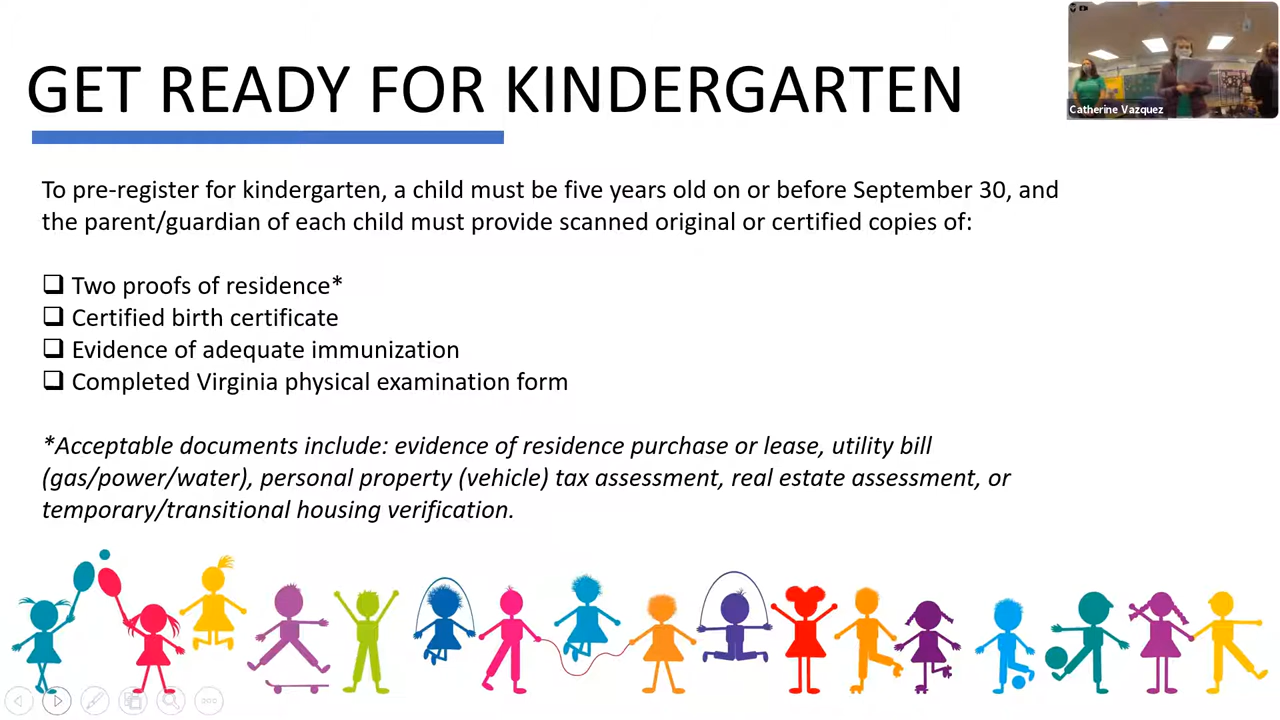 GET READY FOR KINDERGARTEN
Catherine Vazquez
To pre-register for kindergarten, a child must be five years old on or before September 30, and
the parent/guardian of each child must provide scanned original or certified copies of:
❑ Two proofs of residence*
❑ Certified birth certificate
❑ Evidence of adequate immunization
❑ Completed Virginia physical examination form
*Acceptable documents include: evidence of residence purchase or lease, utility bill
(gas/power/water), personal property (vehicle) tax assessment, real estate assessment, or
temporary/transitional housing verification.